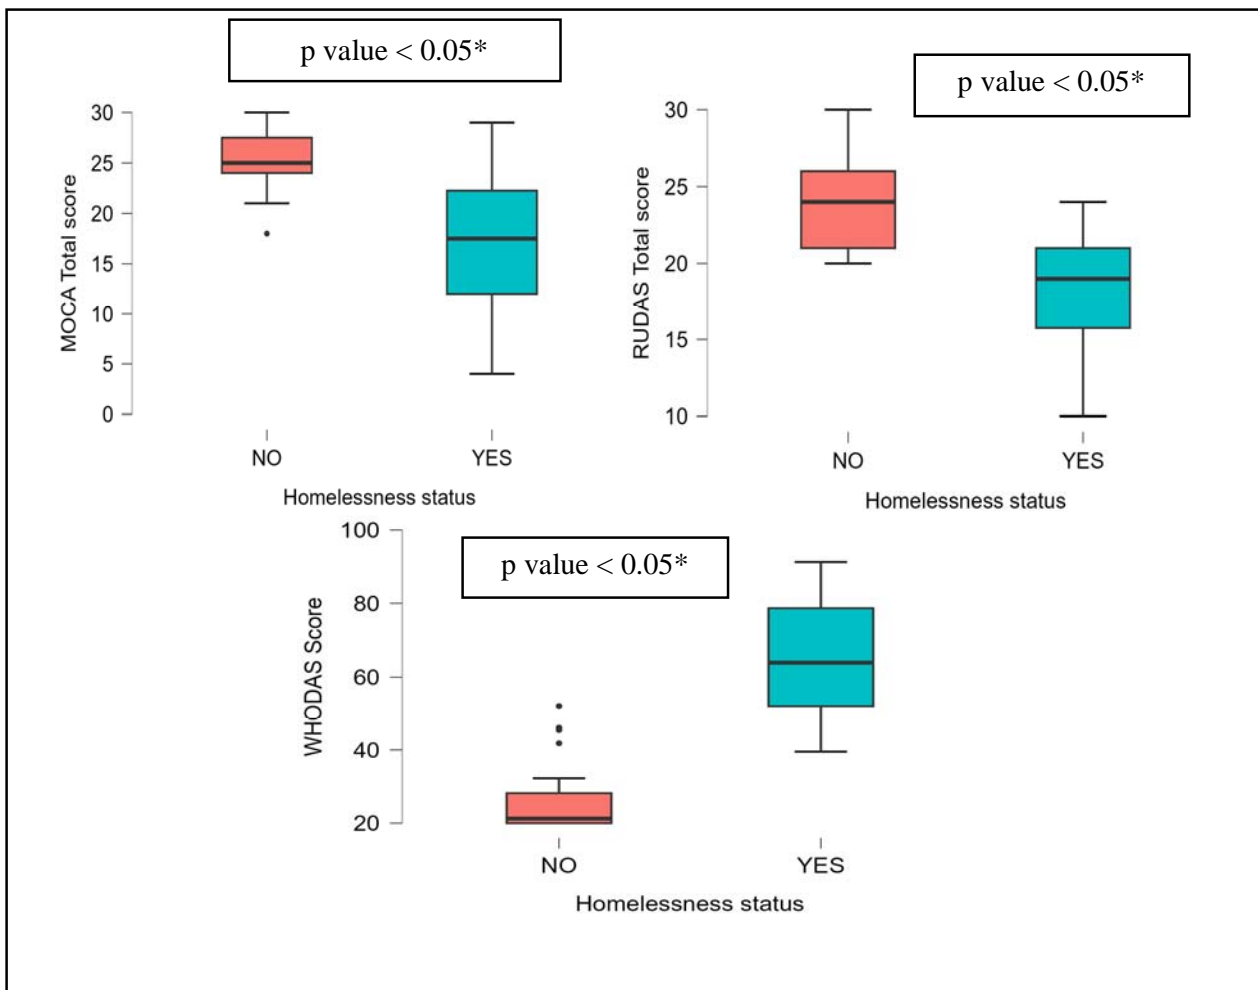 p value < 0.05*
MOCA Total score
30
25
20
15
10
5
0
NO
YES
Homelessness status
p value < 0.05*
RUDAS Total score
30
25
20
15
10
NO
YES
Homelessness status
p value < 0.05*
WHODAS Score
100
80
60
40
20
NO
YES
Homelessness status